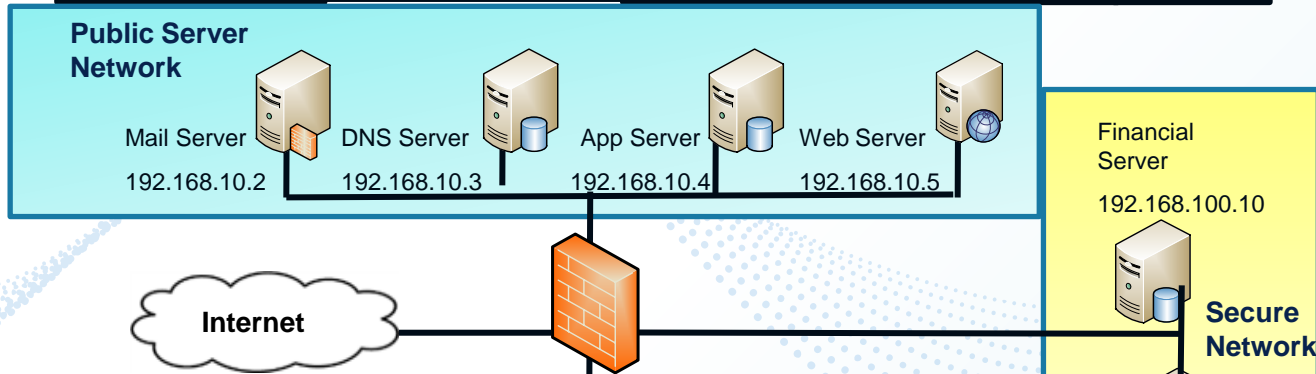 Public Server
Network
Mail Server
DNS Server
App Server
Web Server
192.168.10.2
192.168.10.3
192.168.10.4
192.168.10.5
Financial
Server
192.168.100.10
Internet
Secure
Network